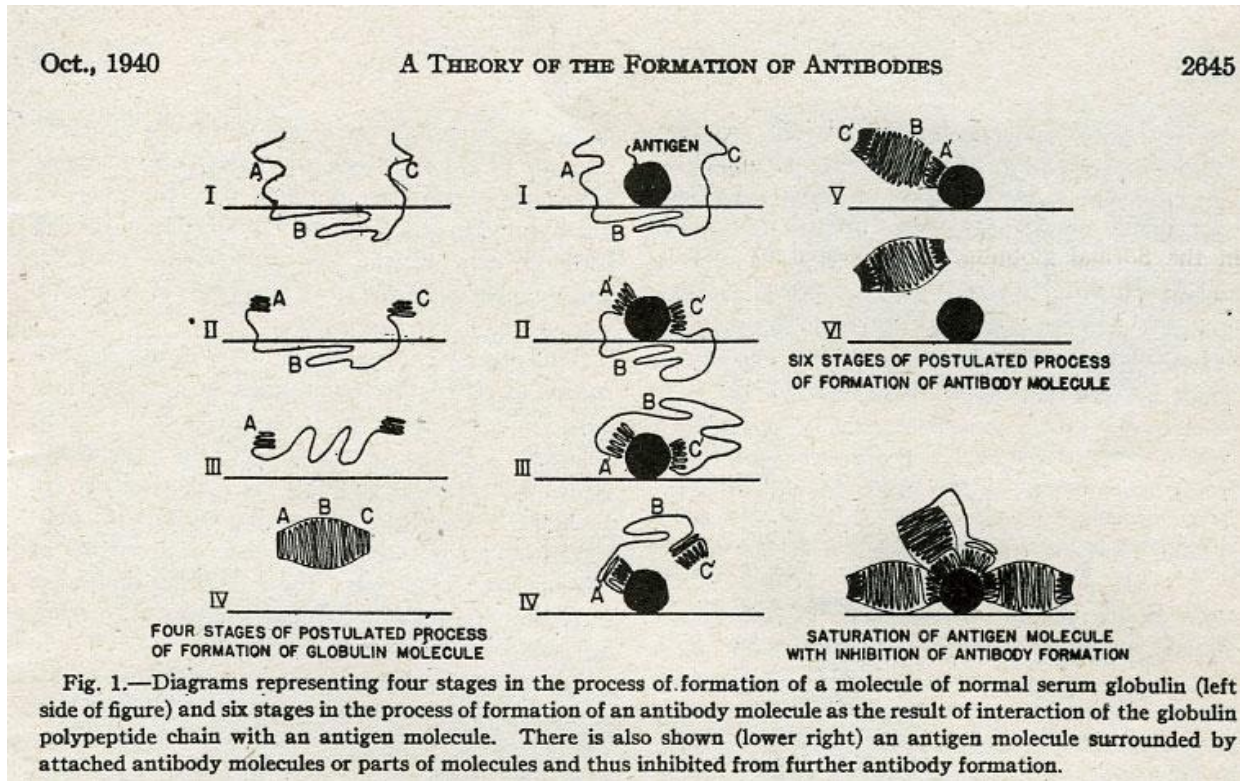 Oct., 1940 A THEORY OF THE FORMATION OF ANTIBODIES 2645
I
A
B
C
II
A
B
C
III
A
IV
A B C
FOUR STAGES OF POSTULATED PROCESS
OF FORMATION OF GLOBULIN MOLECULE
I
A
ANTIGEN
C
B
II
A'
C'
B
III
B
A'
C'
IV
B
A'
C'
V
C'
B
A'
VI
SIX STAGES OF POSTULATED PROCESS
OF FORMATION OF ANTIBODY MOLECULE
SATURATION OF ANTIGEN MOLECULE
WITH INHIBITION OF ANTIBODY FORMATION
Fig. 1.—Diagrams representing four stages in the process of formation of a molecule of normal serum globulin (left
side of figure) and six stages in the process of formation of an antibody molecule as the result of interaction of the globulin
polypeptide chain with an antigen molecule. There is also shown (lower right) an antigen molecule surrounded by
attached antibody molecules or parts of molecules and thus inhibited from further antibody formation.